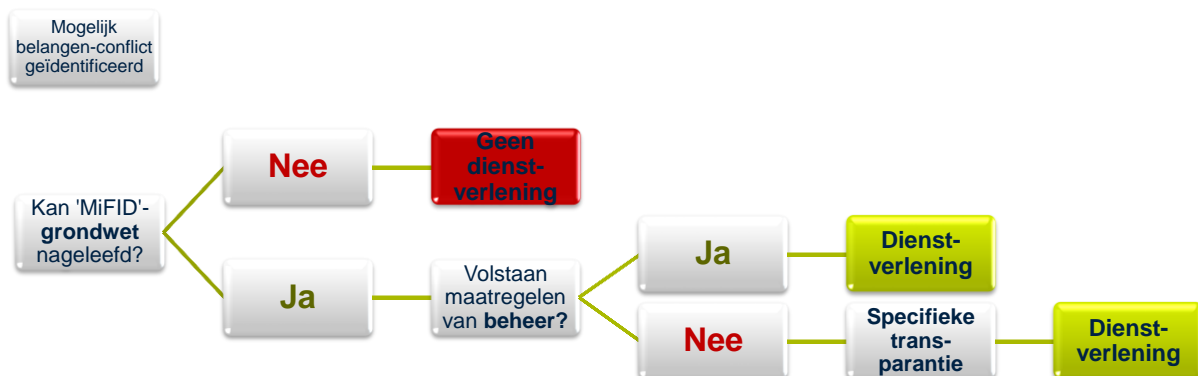 Mogelijk
belangen-conflict
geïdentificeerd
Kan 'MiFID'-
grondwet
nageleefd?
Nee
Geen
dienst-
verlening
Ja
Volstaan
maatregelen
van beheer?
Ja
Dienst-
verlening
Nee
Specifieke
trans-
parantie
Dienst-
verlening